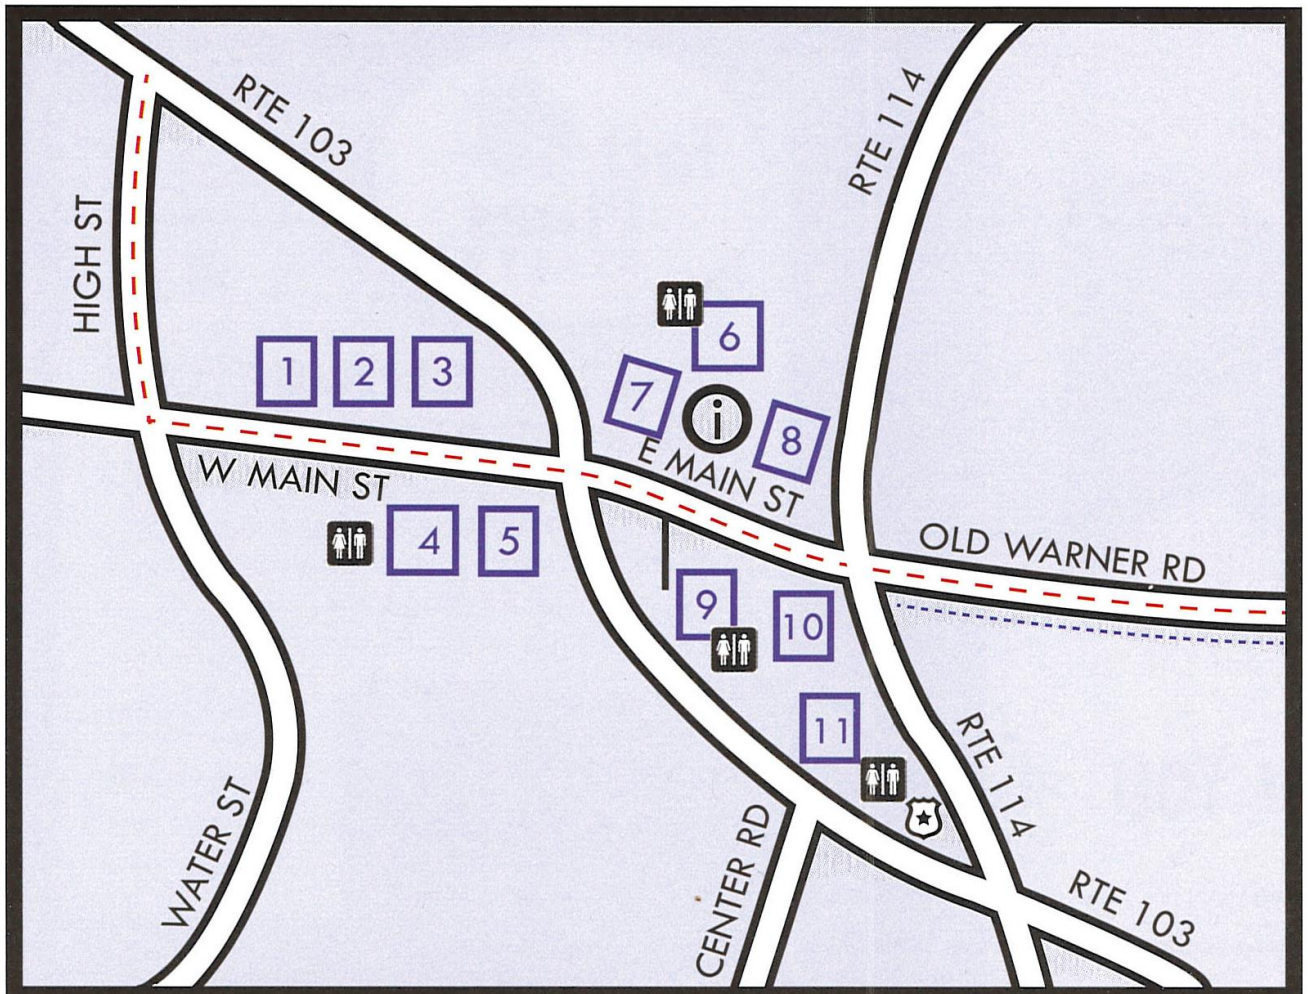 RTE 103
RTE 114
HIGH ST
1
2
3
6
7
i
8
E MAIN ST
W MAIN ST
4
5
OLD WARNER RD
9
10
11
RTE 114
WATER ST
CENTER RD
RTE 103